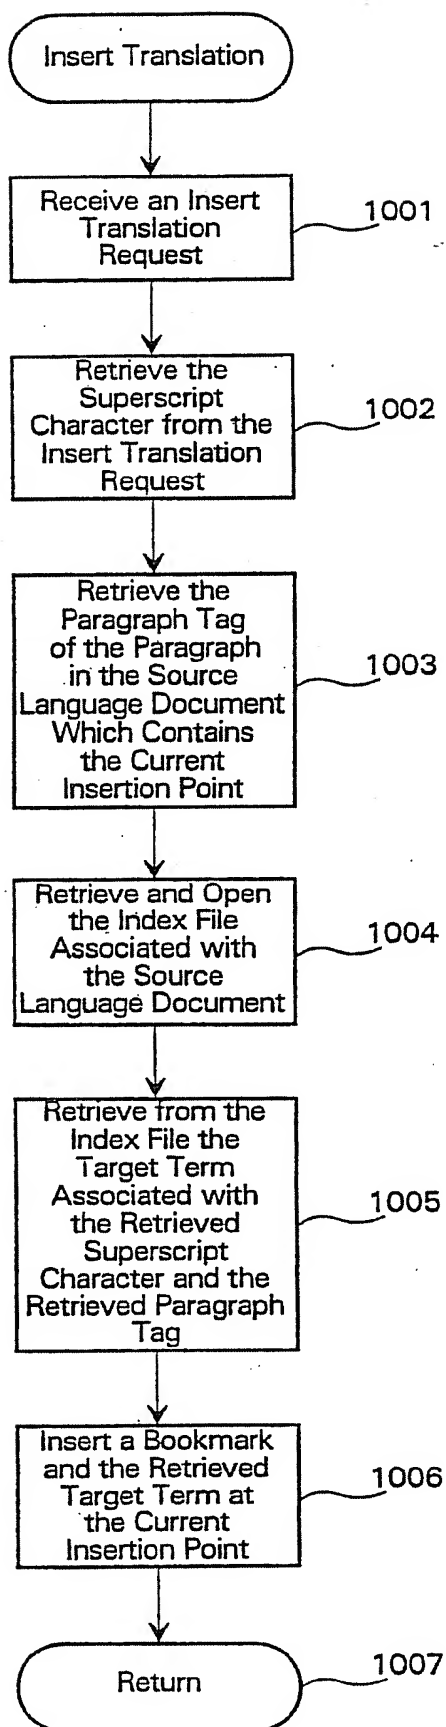 Insert Translation
Receive an Insert
Translation
Request
1001
Retrieve the
Superscript
Character from the
Insert Translation
Request
1002
Retrieve the
Paragraph Tag
of the Paragraph
in the Source
Language Document
Which Contains
the Current
Insertion Point
1003
Retrieve and Open
the Index File
Associated with
the Source
Language Document
1004
Retrieve from the
Index File the
Target Term
Associated with
the Retrieved
Superscript
Character and the
Retrieved Paragraph
Tag
1005
Insert a Bookmark
and the Retrieved
Target Term at
the Current
Insertion Point
1006
Return
1007